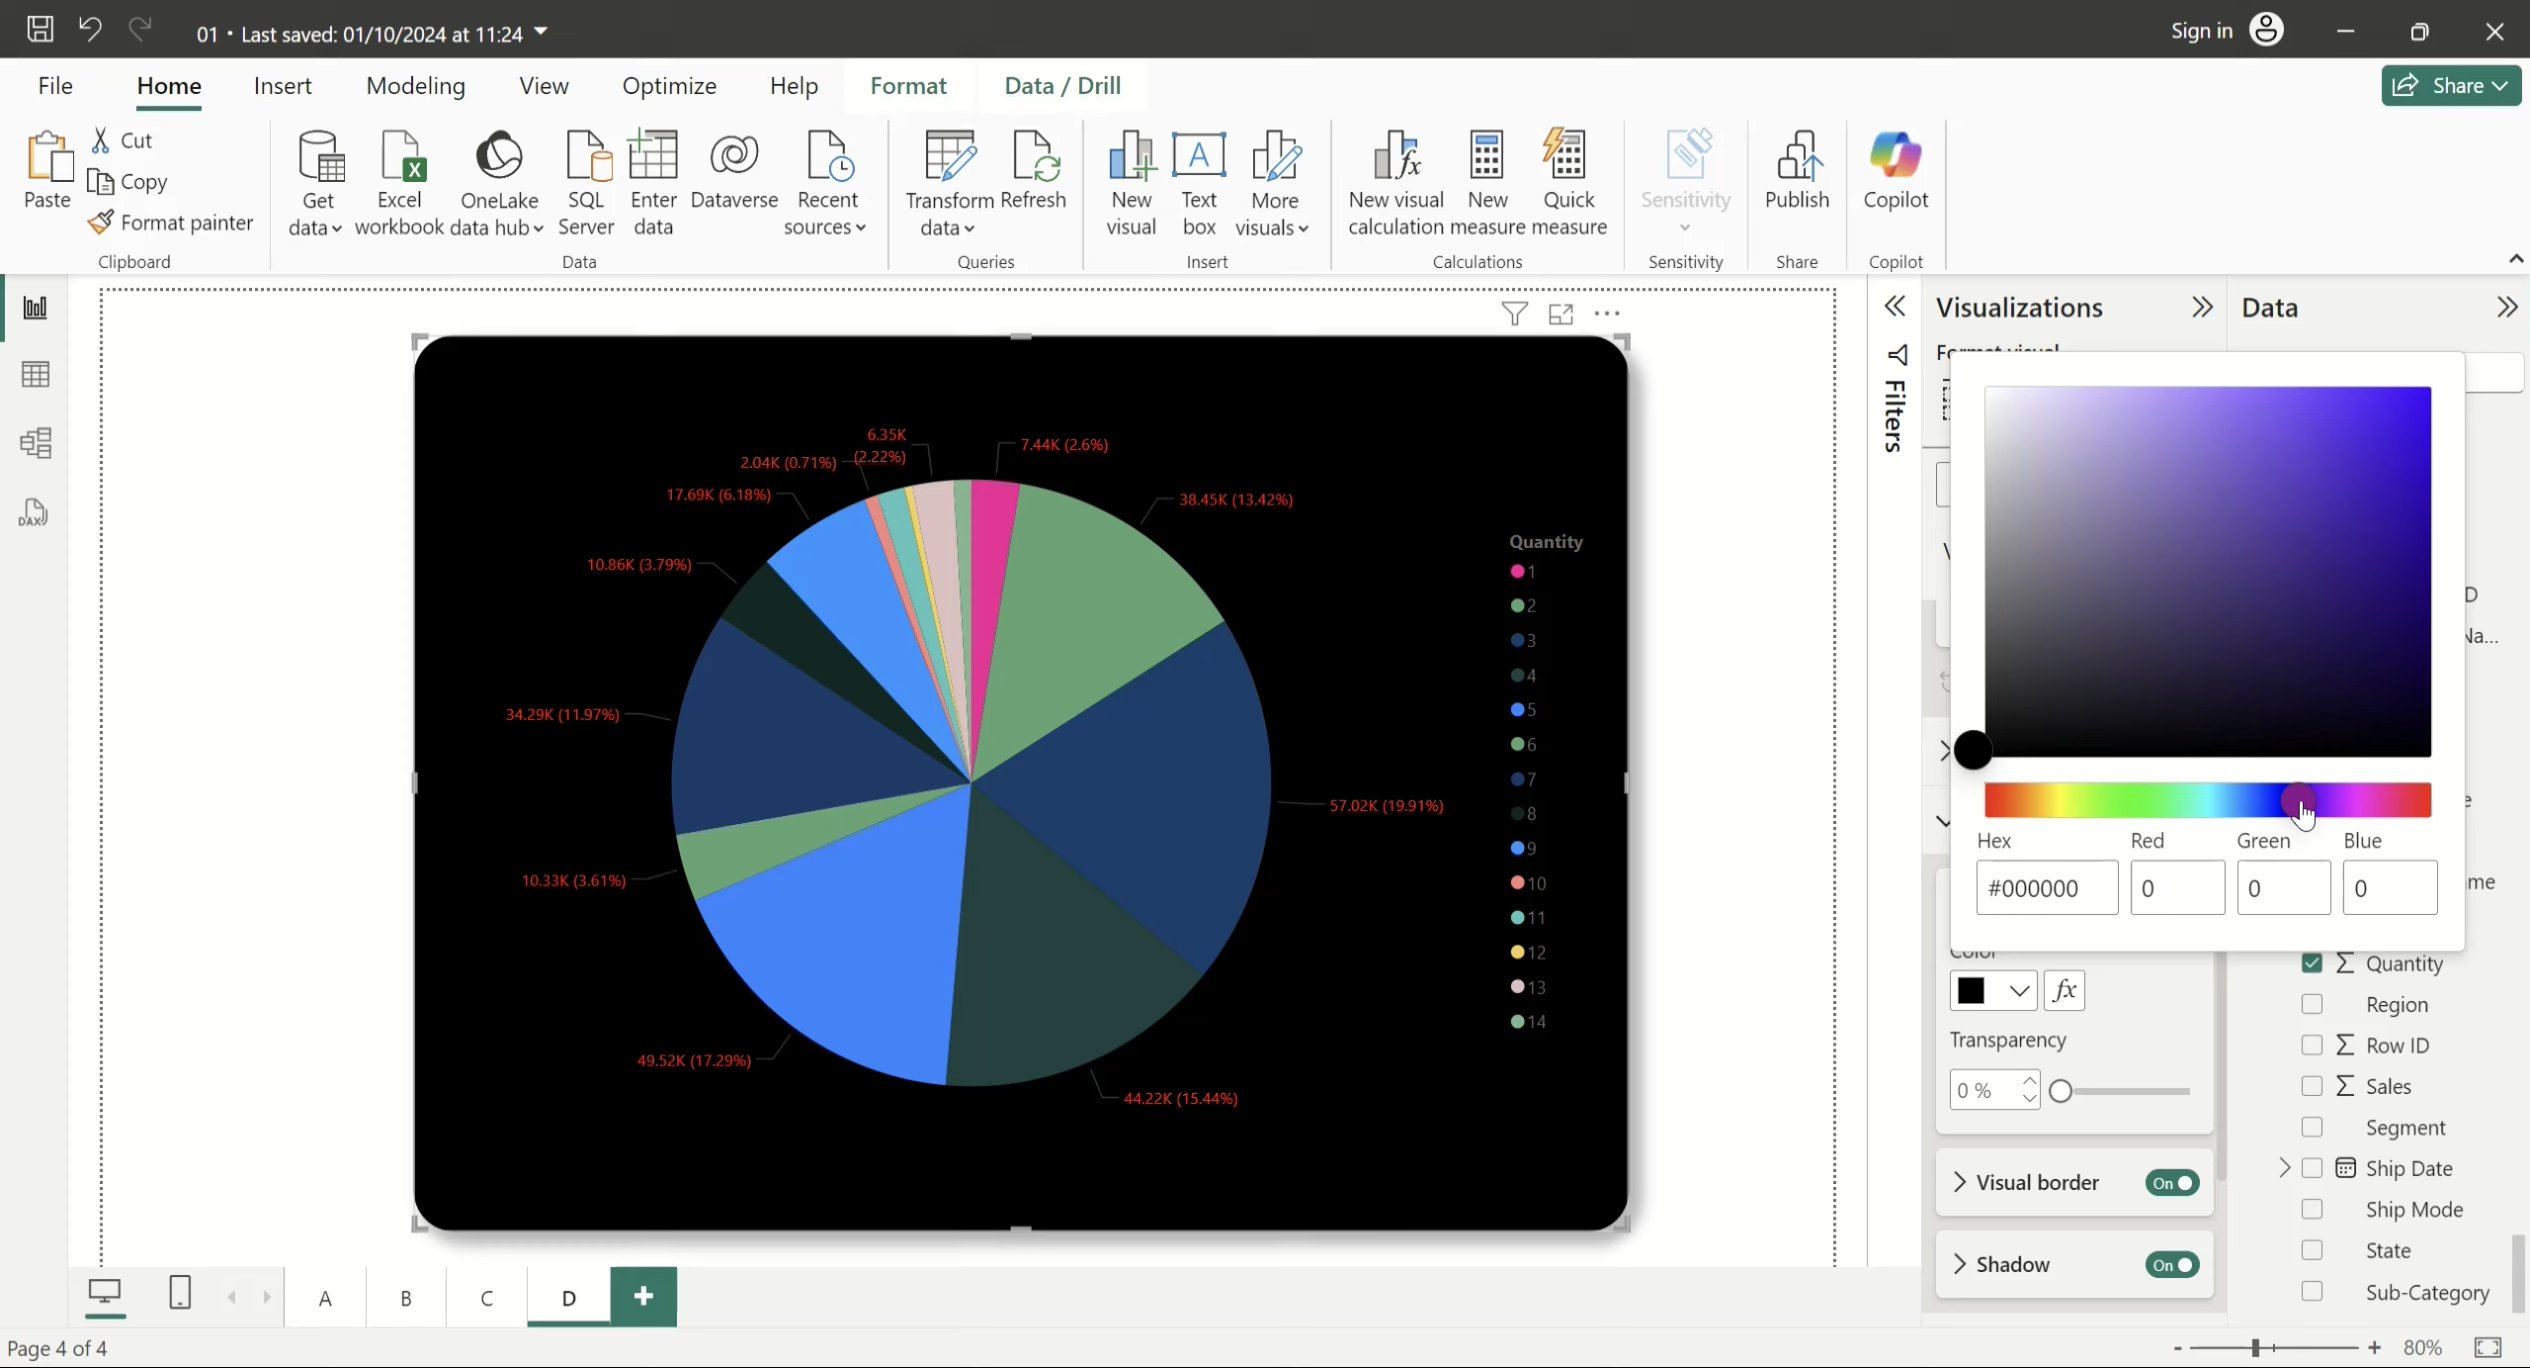 01 • Last saved: 01/10/2024 at 11:24
Sign in
File Home Insert Modeling View Optimize Help Format Data / Drill
Share
Paste
Cut
Copy
Format painter
Clipboard
Get data
Excel workbook
OneLake data hub
SQL Server
Enter data
Dataverse
Recent sources
Data
Transform data
Refresh
Queries
New visual
Text box
More visuals
Insert
New visual calculation
New measure
Quick measure
Calculations
Sensitivity
Sensitivity
Publish
Share
Copilot
Copilot
DAX
6.35K
(2.22%)
7.44K (2.6%)
2.04K (0.71%)
17.69K (6.18%)
38.45K (13.42%)
10.86K (3.79%)
34.29K (11.97%)
57.02K (19.91%)
10.33K (3.61%)
49.52K (17.29%)
44.22K (15.44%)
Quantity
1
2
3
4
5
6
7
8
9
10
11
12
13
14
Filters
Visualizations
Hex Red Green Blue
#000000 0 0 0
Color
fx
Transparency
0 %
Visual border On
Shadow On
Data
D
Na...
e
me
Σ Quantity
Region
Σ Row ID
Σ Sales
Segment
Ship Date
Ship Mode
State
Sub-Category
A B C D +
Page 4 of 4
- + 80%